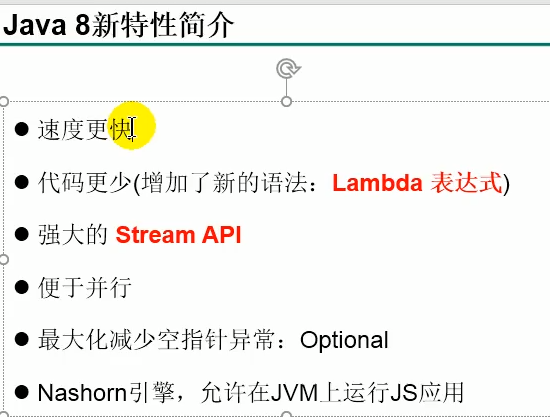 Java 8新特性简介
● 速度更快
● 代码更少(增加了新的语法：Lambda 表达式)
● 强大的 Stream API
● 便于并行
● 最大化减少空指针异常：Optional
● Nashorn引擎，允许在JVM上运行JS应用